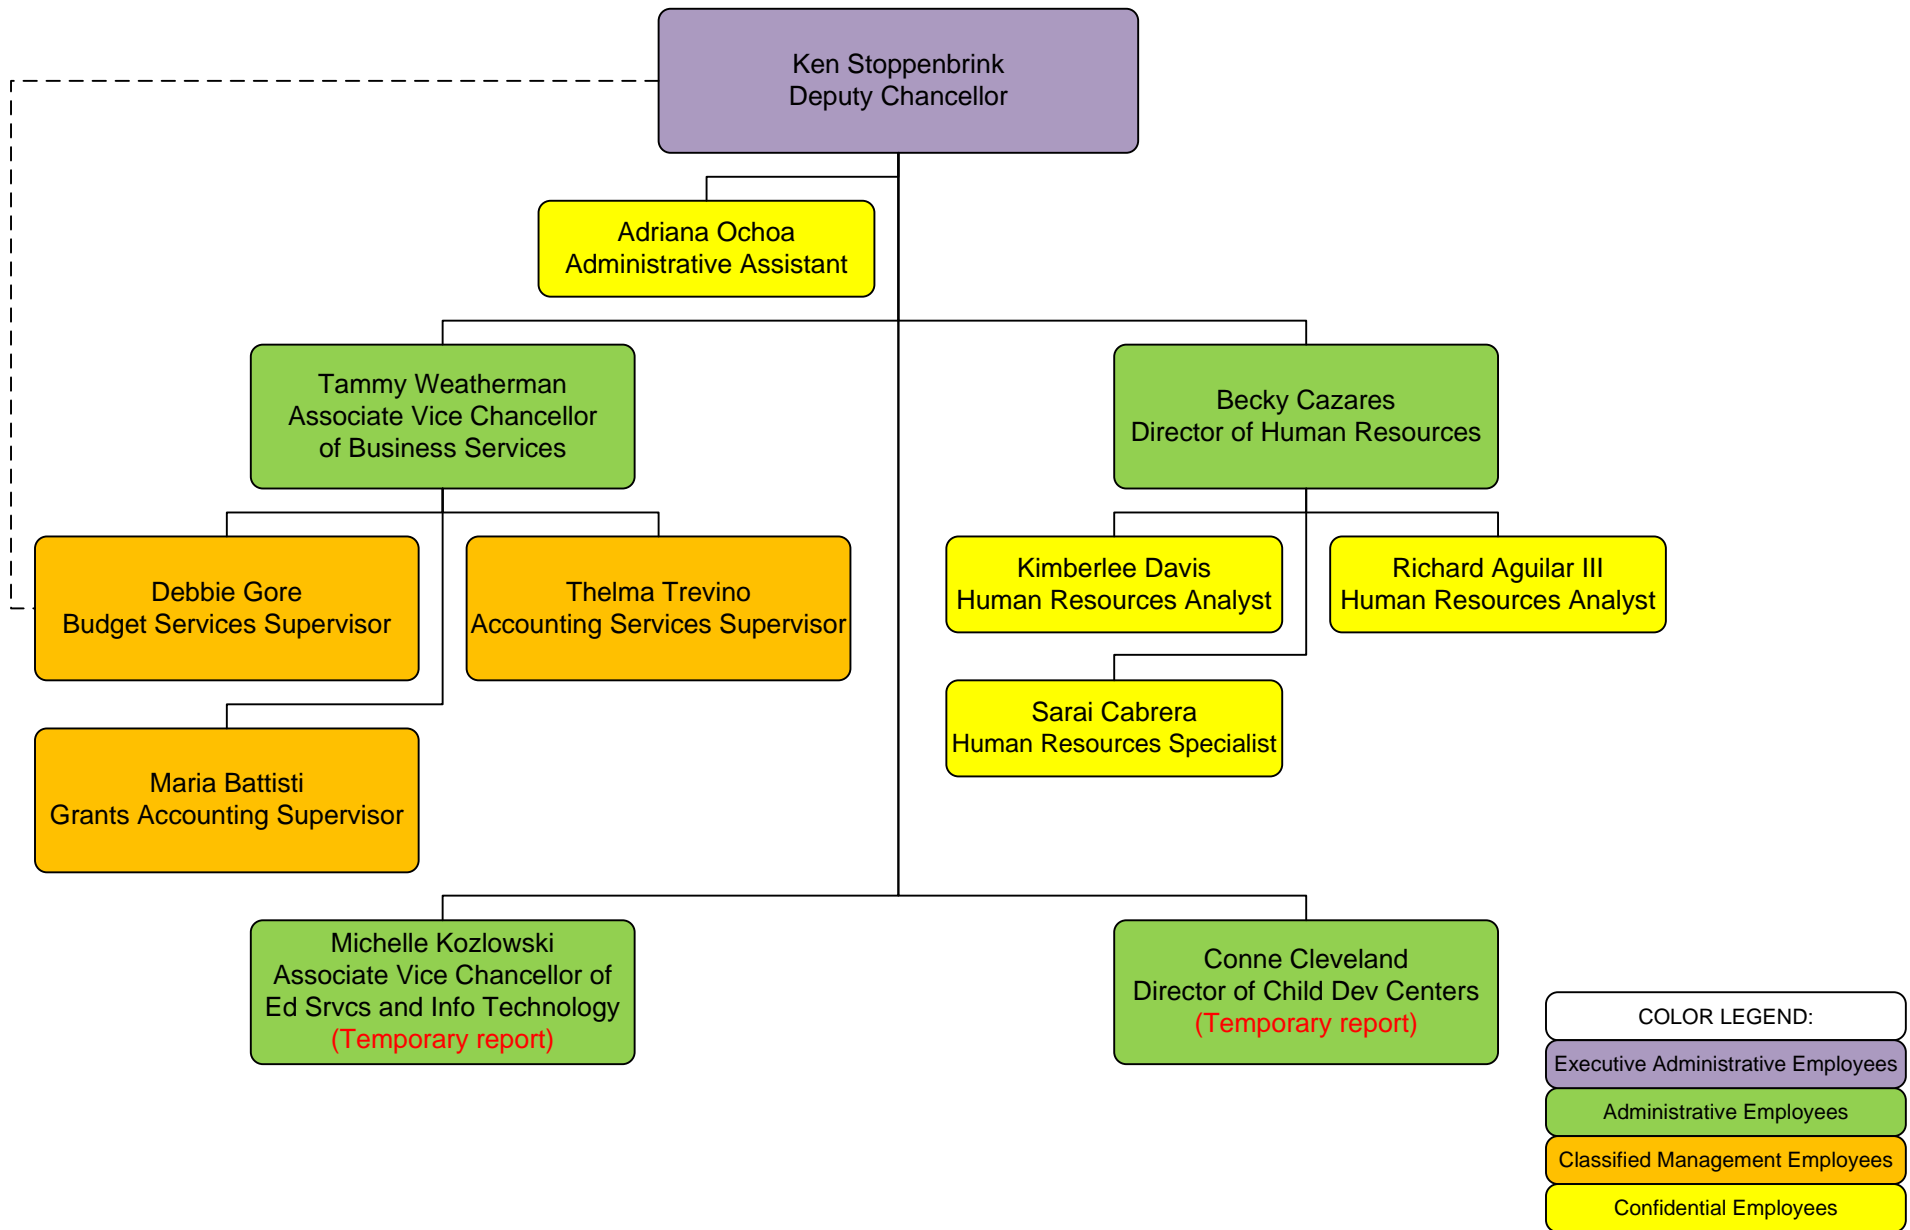 Ken Stoppenbrink
Deputy Chancellor
Adriana Ochoa
Administrative Assistant
Tammy Weatherman
Associate Vice Chancellor
of Business Services
Becky Cazares
Director of Human Resources
Debbie Gore
Budget Services Supervisor
Thelma Trevino
Accounting Services Supervisor
Kimberlee Davis
Human Resources Analyst
Richard Aguilar III
Human Resources Analyst
Sarai Cabrera
Human Resources Specialist
Maria Battisti
Grants Accounting Supervisor
Michelle Kozlowski
Associate Vice Chancellor of
Ed Srvcs and Info Technology
(Temporary report)
Conne Cleveland
Director of Child Dev Centers
(Temporary report)
COLOR LEGEND:
Executive Administrative Employees
Administrative Employees
Classified Management Employees
Confidential Employees